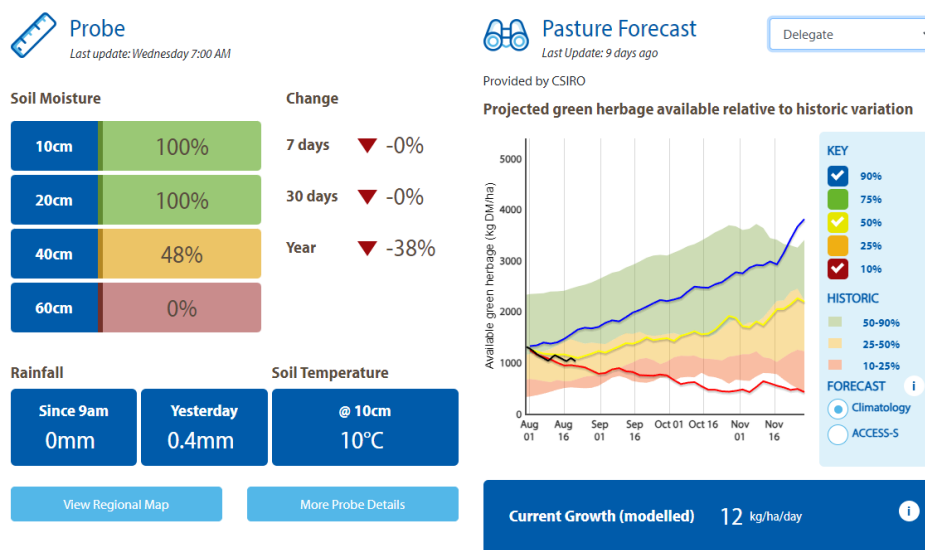 Probe
Last update: Wednesday 7:00 AM
Soil Moisture
Change
10cm 100%
20cm 100%
40cm 48%
60cm 0%
7 days -0%
30 days -0%
Year -38%
Rainfall
Soil Temperature
Since 9am
0mm
Yesterday
0.4mm
@ 10cm
10°C
View Regional Map
More Probe Details
Pasture Forecast
Last Update: 9 days ago
Delegate
Provided by CSIRO
Projected green herbage available relative to historic variation
Available green herbage (kg DM/ha)
5000
4000
3000
2000
1000
0
Aug 01
Aug 16
Sep 01
Sep 16
Oct 01
Oct 16
Nov 01
Nov 16
KEY
90%
75%
50%
25%
10%
HISTORIC
50-90%
25-50%
10-25%
FORECAST i
Climatology
ACCESS-S
Current Growth (modelled) 12 kg/ha/day i